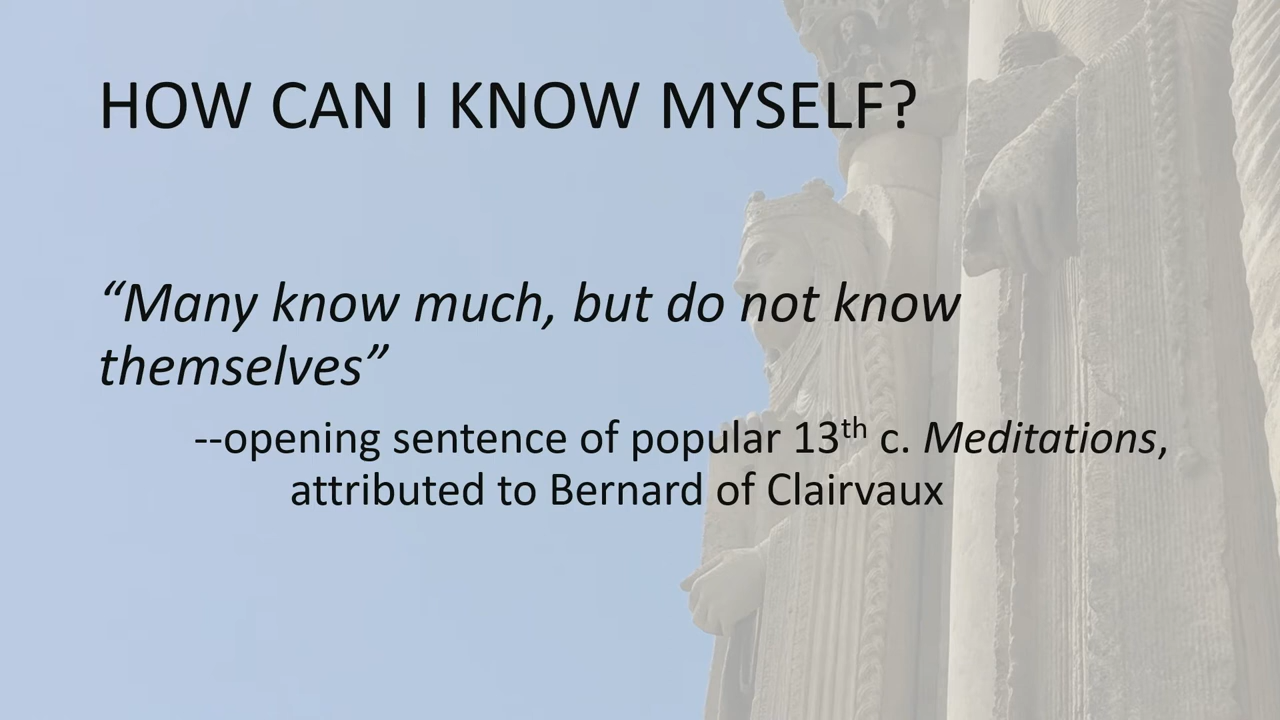 HOW CAN I KNOW MYSELF?
“Many know much, but do not know
themselves”
--opening sentence of popular 13th c. Meditations,
attributed to Bernard of Clairvaux